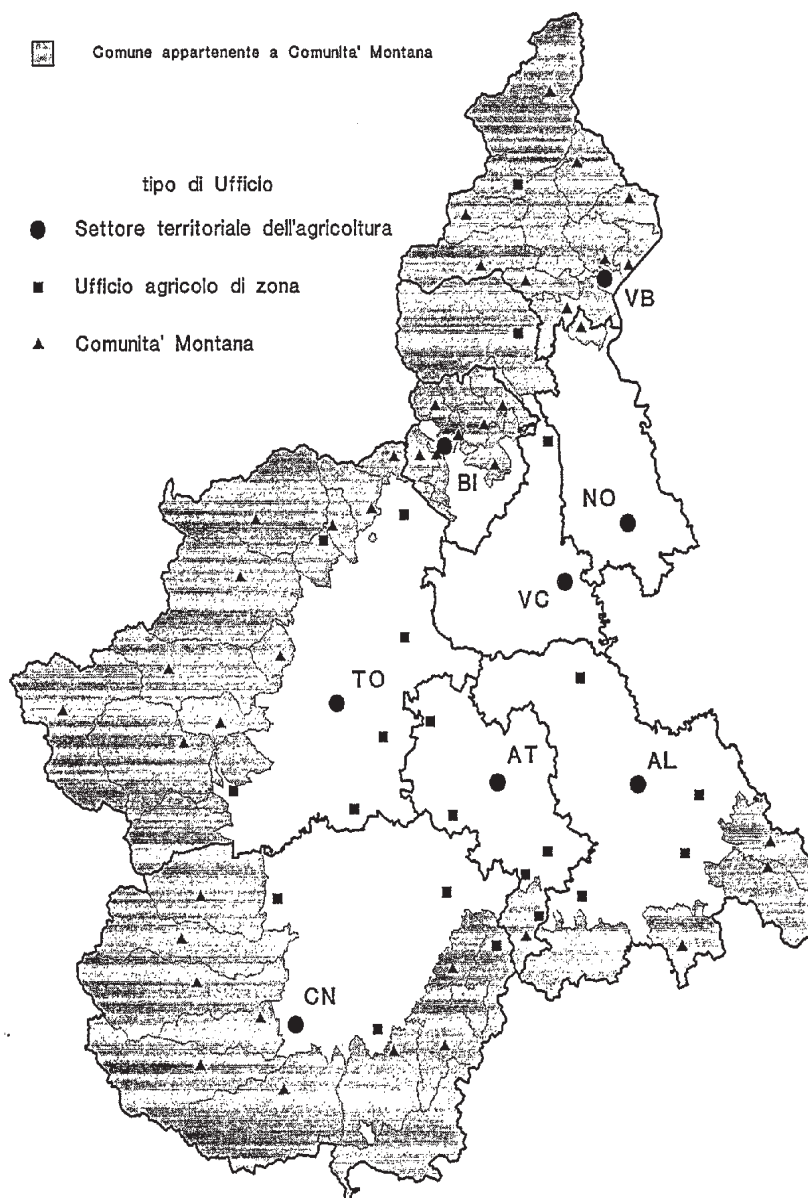 Comune appartenente a Comunita' Montana
tipo di Ufficio
Settore territoriale dell'agricoltura
Ufficio agricolo di zona
Comunita' Montana
VB
BI
NO
VC
TO
AT
AL
CN